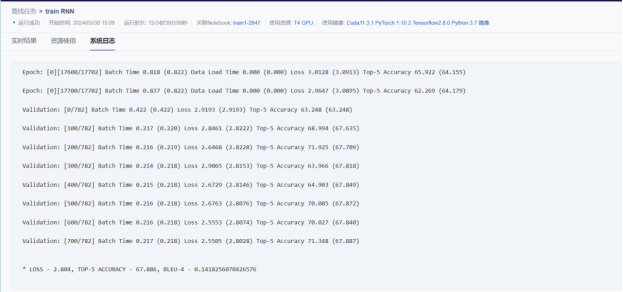 离线任务 > train RNN
运行成功 开始时间: 2024/03/30 15:09 运行时长: 12小时39分56秒 关联Notebook: train1-2847 使用资源: T4 GPU 使用镜像: Cuda11.3.1 PyTorch 1.10.2 Tensorflow2.8.0 Python 3.7 镜像
实时结果 资源使用 系统日志
Epoch: [0][17600/17702] Batch Time 0.818 (0.822) Data Load Time 0.000 (0.000) Loss 3.0128 (3.0913) Top-5 Accuracy 65.922 (64.155)
Epoch: [0][17700/17702] Batch Time 0.837 (0.822) Data Load Time 0.000 (0.000) Loss 2.9647 (3.0895) Top-5 Accuracy 62.269 (64.179)
Validation: [0/782] Batch Time 0.422 (0.422) Loss 2.9193 (2.9193) Top-5 Accuracy 63.248 (63.248)
Validation: [100/782] Batch Time 0.217 (0.220) Loss 2.8461 (2.8222) Top-5 Accuracy 68.994 (67.635)
Validation: [200/782] Batch Time 0.216 (0.219) Loss 2.6468 (2.8228) Top-5 Accuracy 71.925 (67.709)
Validation: [300/782] Batch Time 0.214 (0.218) Loss 2.9065 (2.8153) Top-5 Accuracy 63.966 (67.818)
Validation: [400/782] Batch Time 0.215 (0.218) Loss 2.6729 (2.8146) Top-5 Accuracy 64.903 (67.849)
Validation: [500/782] Batch Time 0.216 (0.218) Loss 2.6763 (2.8076) Top-5 Accuracy 70.085 (67.872)
Validation: [600/782] Batch Time 0.216 (0.218) Loss 2.5553 (2.8074) Top-5 Accuracy 70.027 (67.840)
Validation: [700/782] Batch Time 0.217 (0.218) Loss 2.5505 (2.8028) Top-5 Accuracy 71.348 (67.887)
* LOSS - 2.804, TOP-5 ACCURACY - 67.886, BLEU-4 - 0.1418256070426576